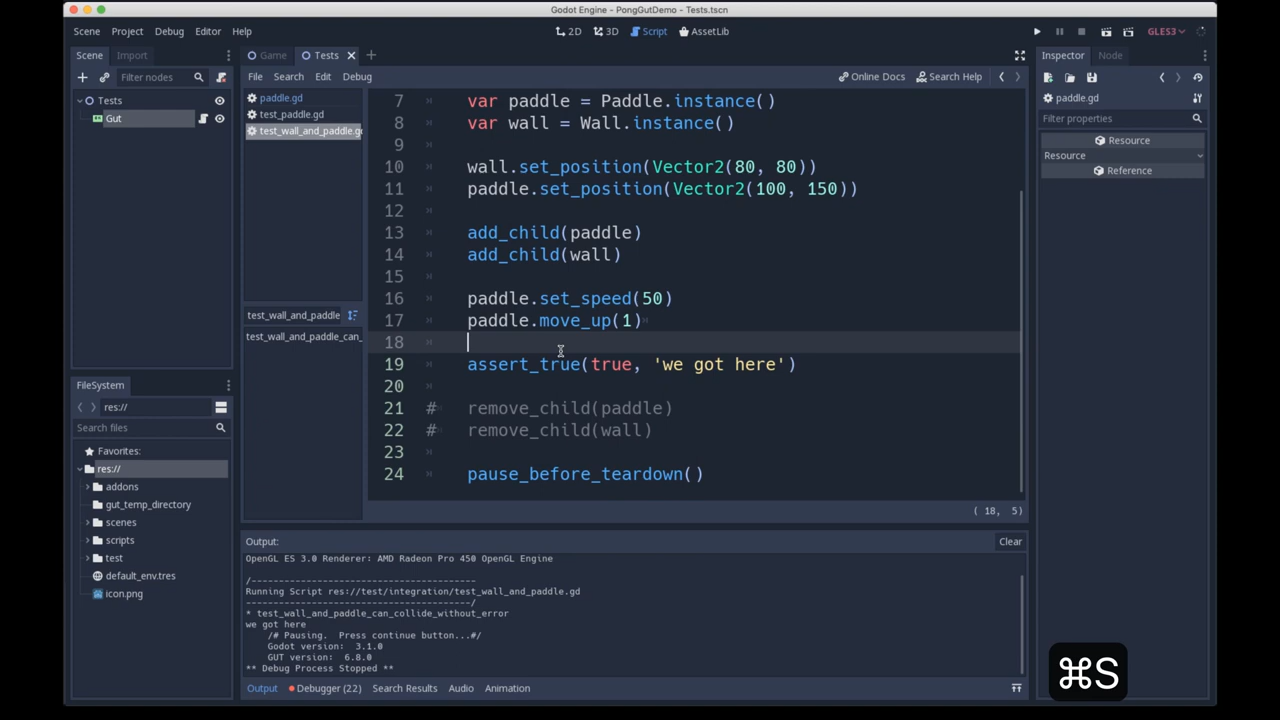 Godot Engine - PongGutDemo - Tests.tscn
Scene Project Debug Editor Help
2D 3D Script AssetLib
GLES3
Scene Import
Filter nodes
Tests
Gut
Game Tests
File Search Edit Debug
Online Docs Search Help
paddle.gd
test_paddle.gd
test_wall_and_paddle.gd
test_wall_and_paddle
test_wall_and_paddle_can_
7 var paddle = Paddle.instance()
8 var wall = Wall.instance()
9
10 wall.set_position(Vector2(80, 80))
11 paddle.set_position(Vector2(100, 150))
12
13 add_child(paddle)
14 add_child(wall)
15
16 paddle.set_speed(50)
17 paddle.move_up(1)
18
19 assert_true(true, 'we got here')
20
21 # remove_child(paddle)
22 # remove_child(wall)
23
24 pause_before_teardown()
( 18, 5)
Inspector Node
paddle.gd
Filter properties
Resource
Resource
Reference
FileSystem
res://
Search files
Favorites:
res://
addons
gut_temp_directory
scenes
scripts
test
default_env.tres
icon.png
Output:
Clear
OpenGL ES 3.0 Renderer: AMD Radeon Pro 450 OpenGL Engine
/-----------------------------------------
Running Script res://test/integration/test_wall_and_paddle.gd
-----------------------------------------/
* test_wall_and_paddle_can_collide_without_error
we got here
/# Pausing. Press continue button...#/
Godot version: 3.1.0
GUT version: 6.8.0
** Debug Process Stopped **
Output Debugger (22) Search Results Audio Animation
⌘S